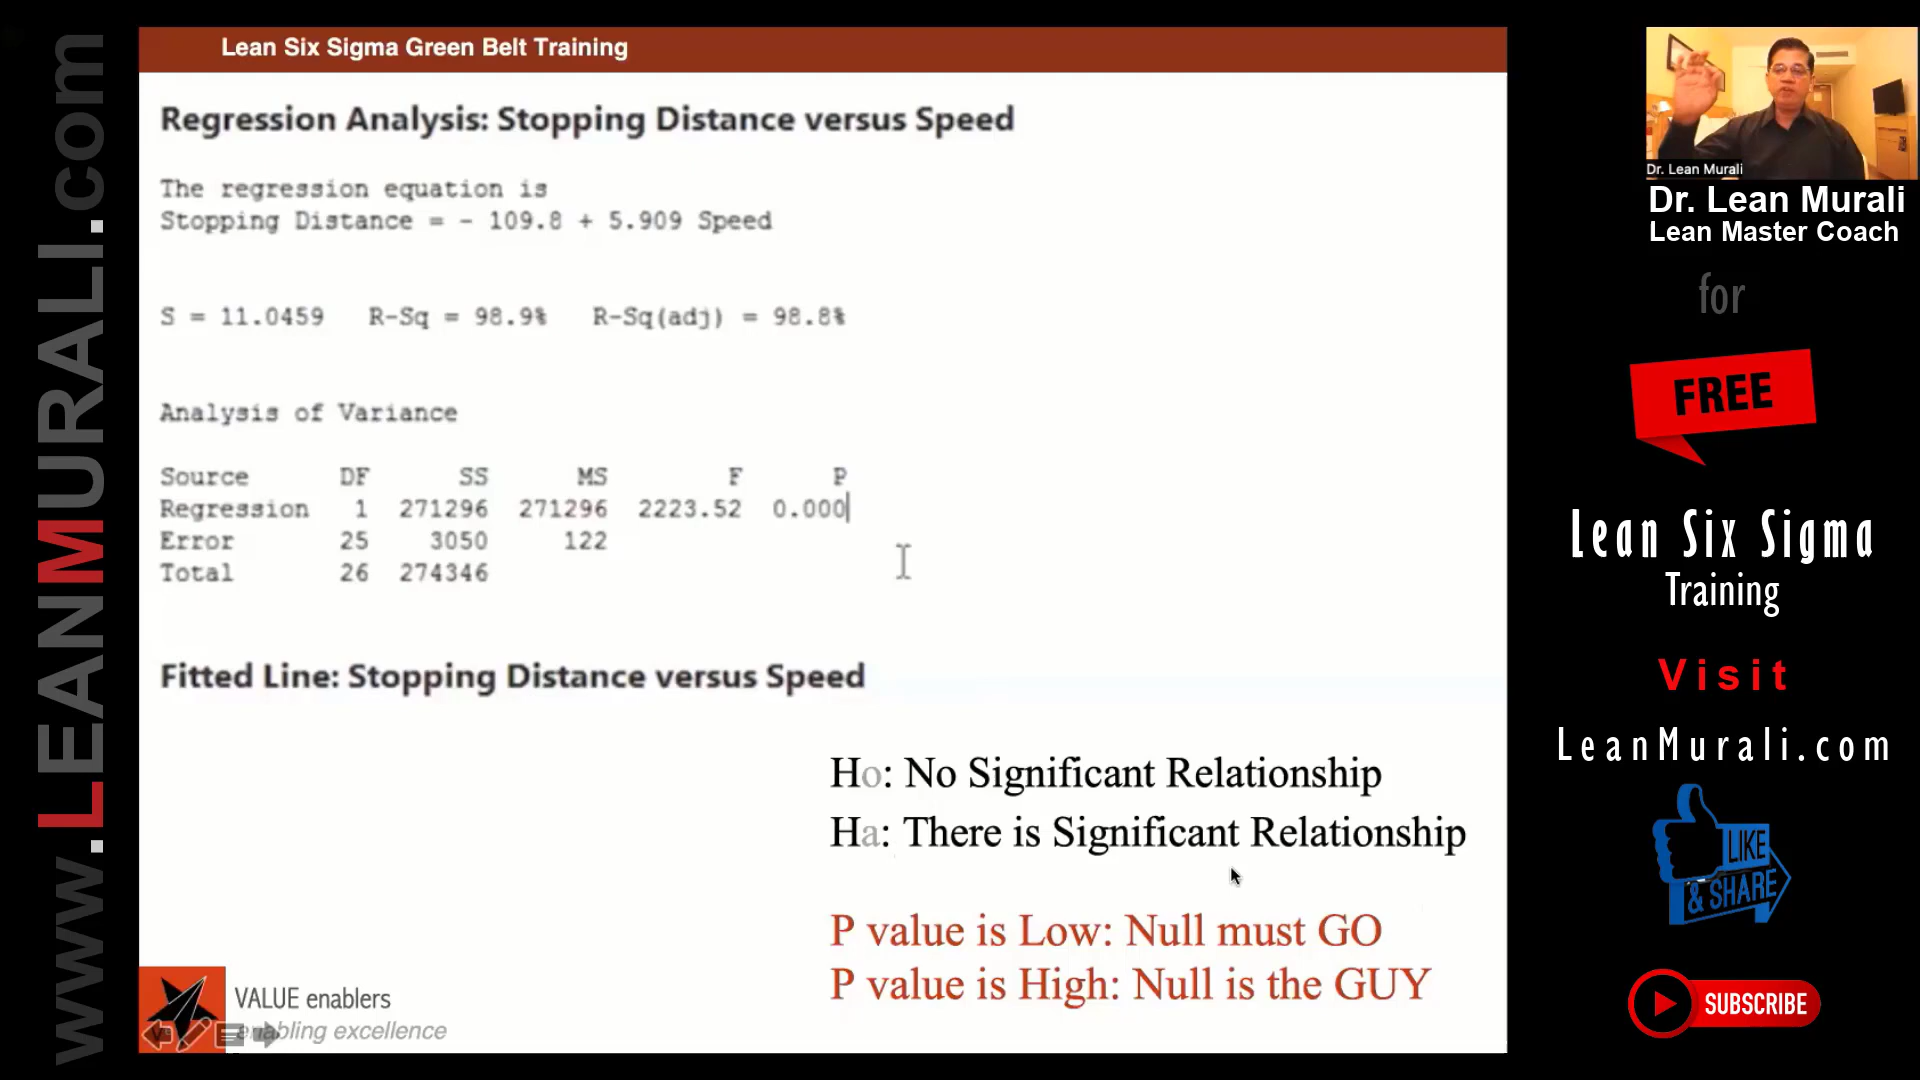 www.LEANMURALI.com
Lean Six Sigma Green Belt Training
Regression Analysis: Stopping Distance versus Speed
The regression equation is
Stopping Distance = - 109.8 + 5.909 Speed
S = 11.0459 R-Sq = 98.9% R-Sq(adj) = 98.8%
Analysis of Variance
Source DF SS MS F P
Regression 1 271296 271296 2223.52 0.000
Error 25 3050 122
Total 26 274346
Fitted Line: Stopping Distance versus Speed
Ho: No Significant Relationship
Ha: There is Significant Relationship
P value is Low: Null must GO
P value is High: Null is the GUY
VALUE enablers
enabling excellence
Dr. Lean Murali
Dr. Lean Murali
Lean Master Coach
for
FREE
Lean Six Sigma
Training
Visit
LeanMurali.com
LIKE
& SHARE
SUBSCRIBE